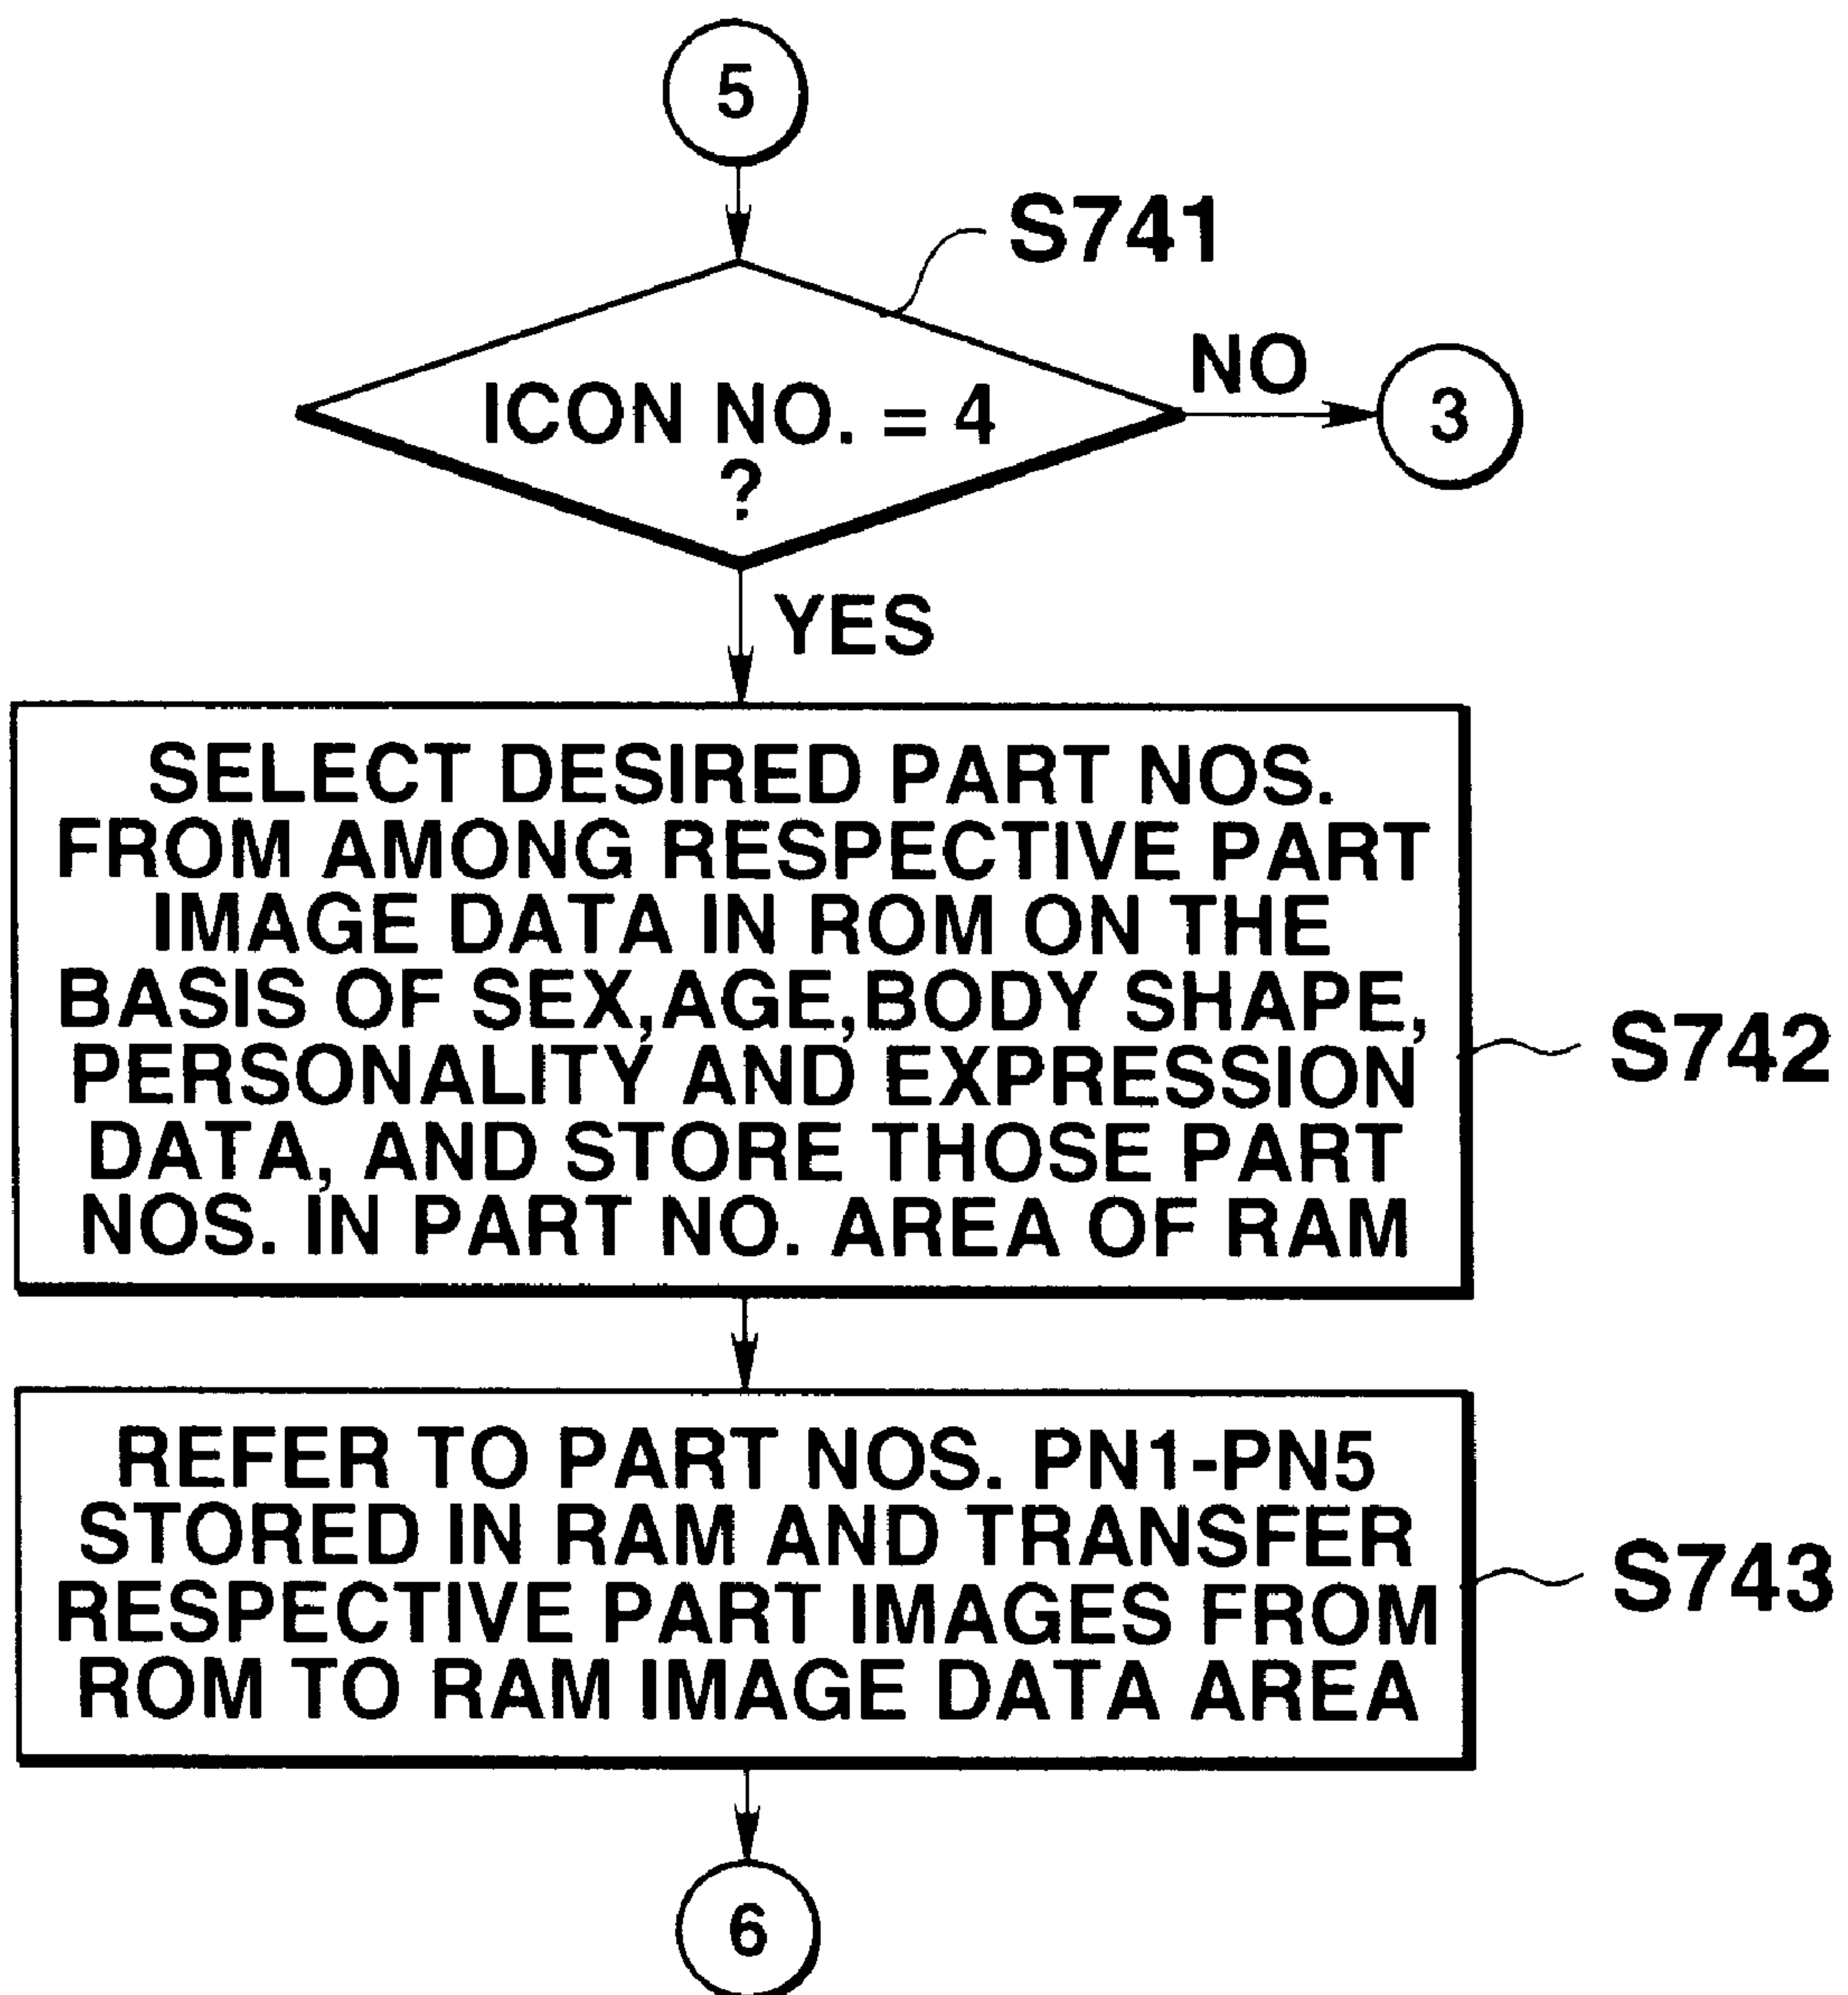 5
S741
ICON NO. = 4
?
NO
3
YES
SELECT DESIRED PART NOS.
FROM AMONG RESPECTIVE PART
IMAGE DATA IN ROM ON THE
BASIS OF SEX,AGE,BODY SHAPE,
PERSONALITY AND EXPRESSION
DATA, AND STORE THOSE PART
NOS. IN PART NO. AREA OF RAM
S742
REFER TO PART NOS. PN1-PN5
STORED IN RAM AND TRANSFER
RESPECTIVE PART IMAGES FROM
ROM TO RAM IMAGE DATA AREA
S743
6